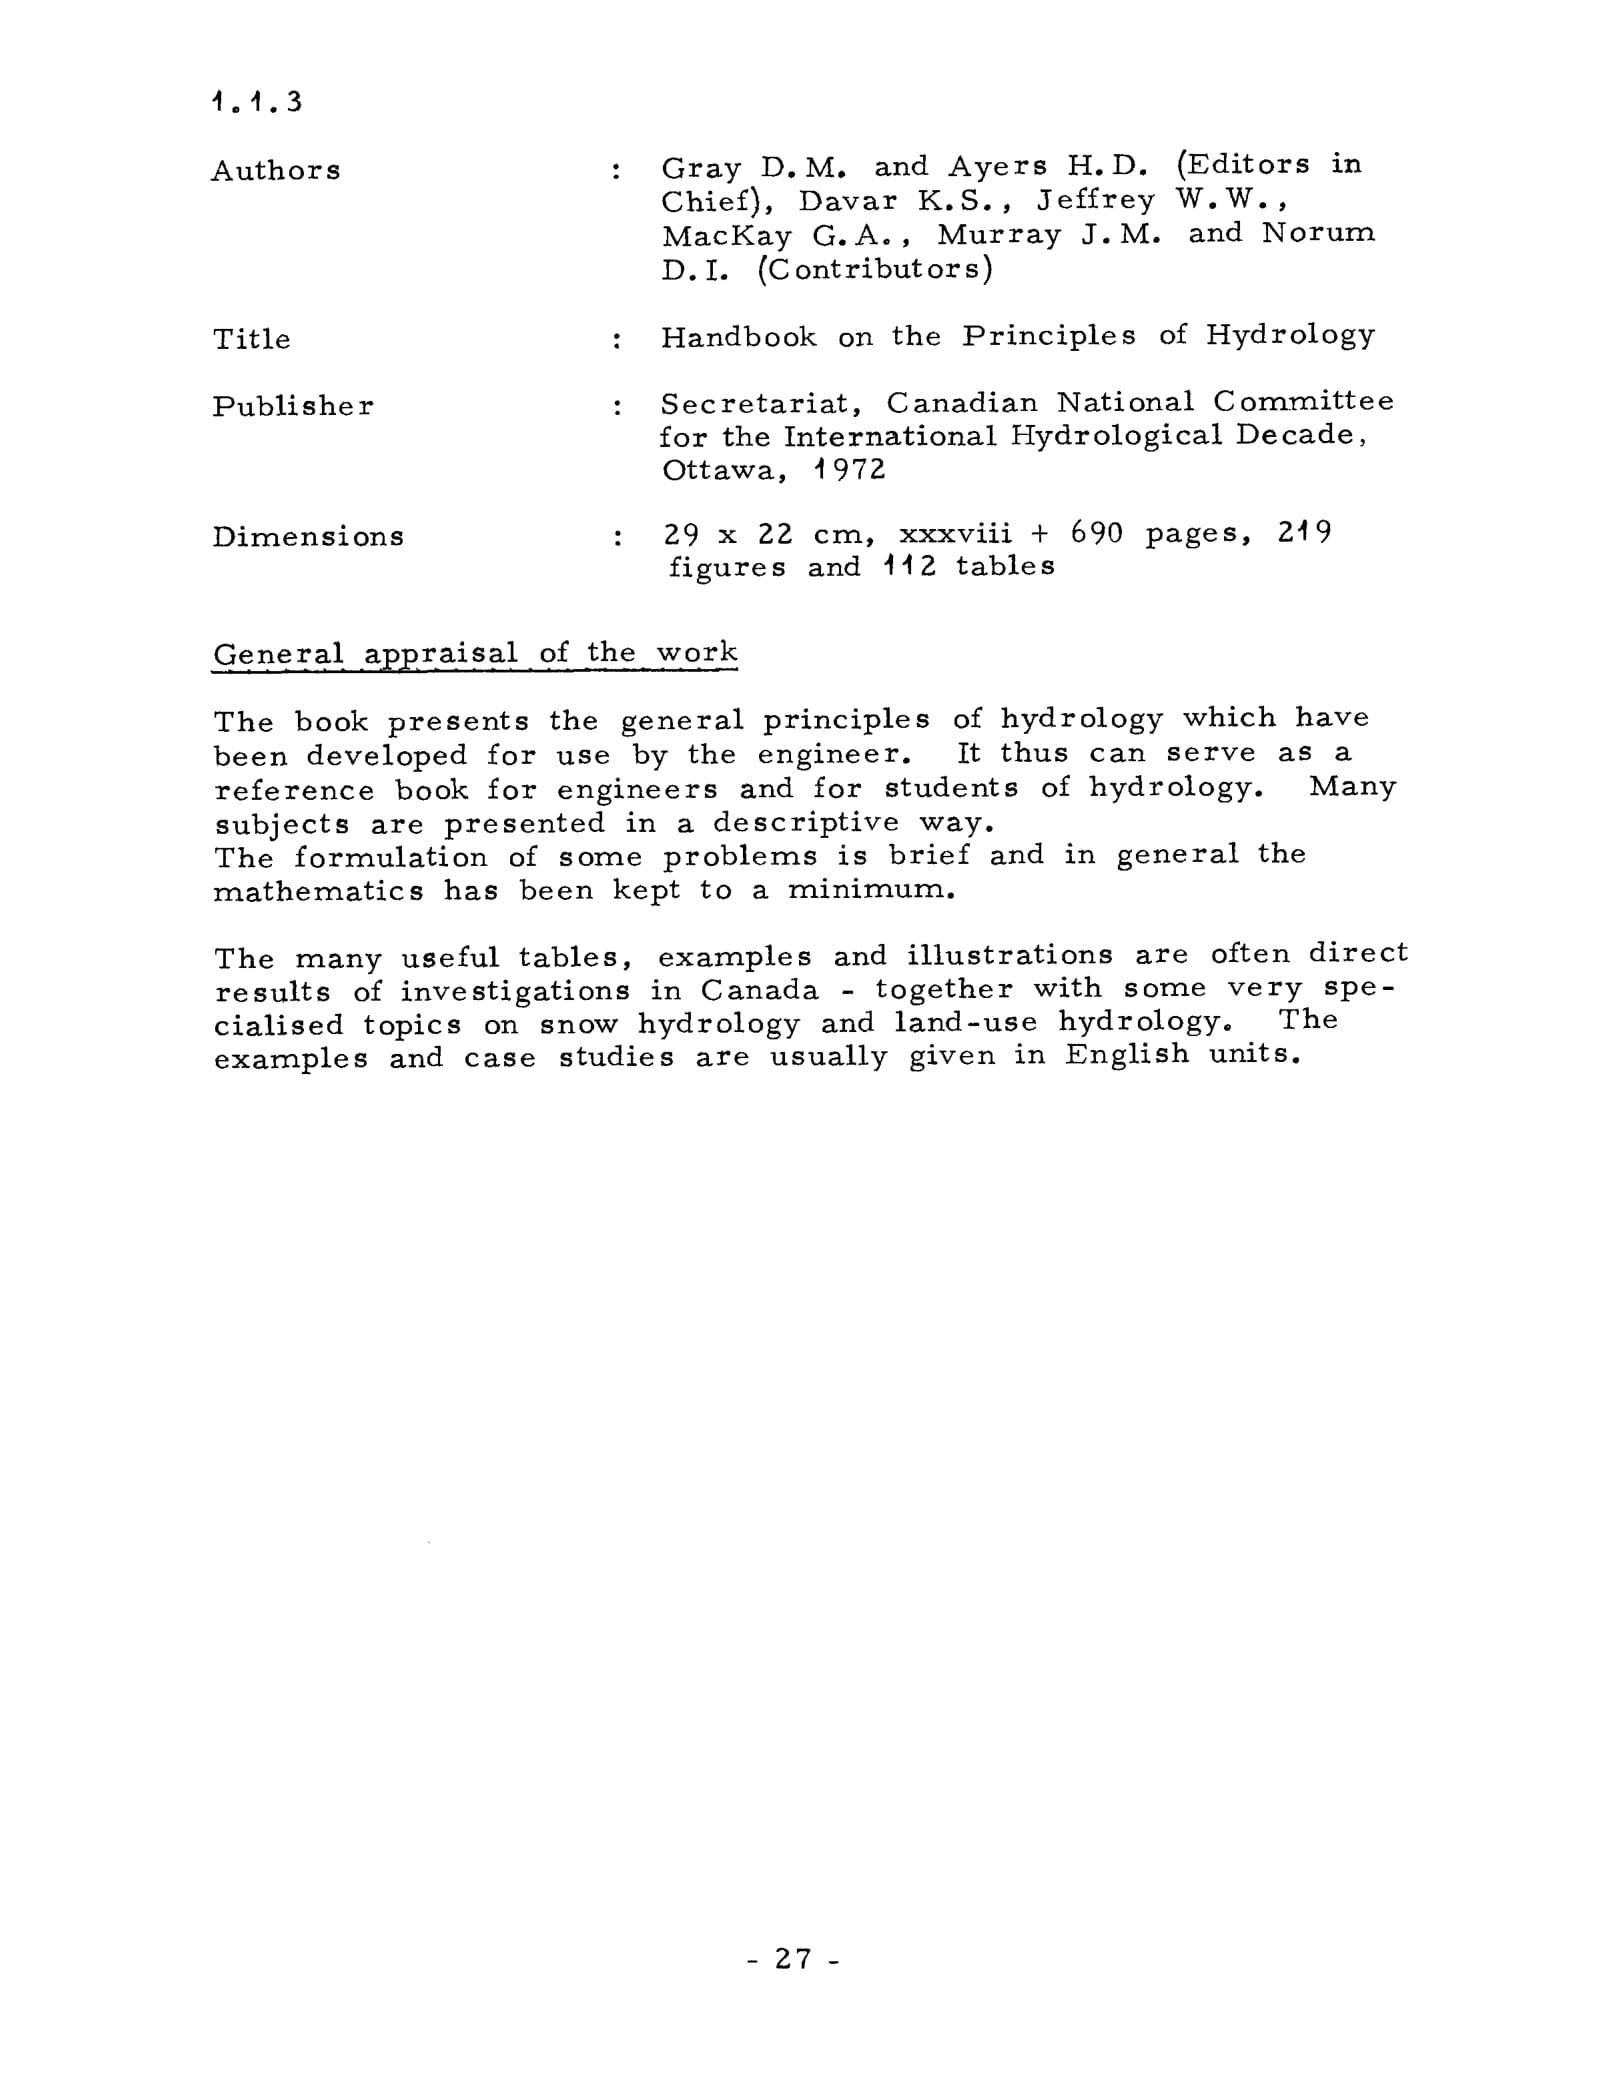 1.1.3
Authors : Gray D.M. and Ayers H.D. (Editors in
Chief), Davar K.S., Jeffrey W.W.,
MacKay G.A., Murray J.M. and Norum
D.I. (Contributors)
Title : Handbook on the Principles of Hydrology
Publisher : Secretariat, Canadian National Committee
for the International Hydrological Decade,
Ottawa, 1972
Dimensions : 29 x 22 cm, xxxviii + 690 pages, 219
figures and 112 tables
General appraisal of the work
The book presents the general principles of hydrology which have
been developed for use by the engineer. It thus can serve as a
reference book for engineers and for students of hydrology. Many
subjects are presented in a descriptive way.
The formulation of some problems is brief and in general the
mathematics has been kept to a minimum.
The many useful tables, examples and illustrations are often direct
results of investigations in Canada - together with some very spe-
cialised topics on snow hydrology and land-use hydrology. The
examples and case studies are usually given in English units.
- 27 -